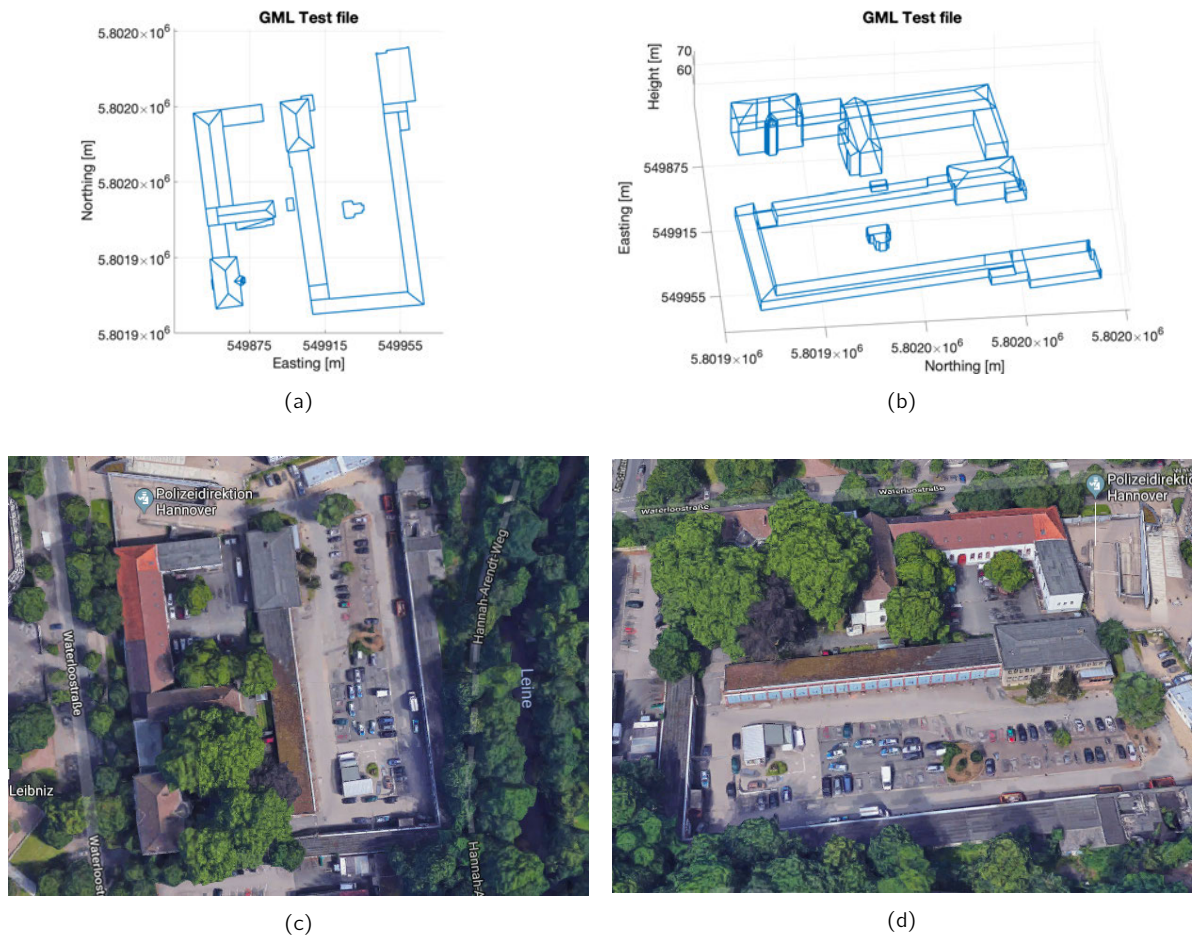 GML Test file
5.8020×10⁶
5.8020×10⁶
5.8020×10⁶
5.8019×10⁶
5.8019×10⁶
Northing [m]
549875
549915
549955
Easting [m]
(a)
GML Test file
Height [m]
70
60
549875
549915
549955
Easting [m]
5.8019×10⁶
5.8019×10⁶
5.8020×10⁶
5.8020×10⁶
5.8020×10⁶
Northing [m]
(b)
Polizeidirektion
Hannover
Waterloostraße
Leibniz
Hannah-Arendt-Weg
Leine
(c)
Waterloostraße
Waterloostraße
Polizeidirektion
Hannover
(d)